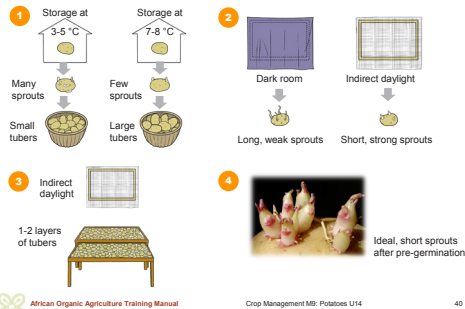 1
Storage at
3-5 °C
Many
sprouts
Small
tubers
Storage at
7-8 °C
Few
sprouts
Large
tubers
2
Dark room
Long, weak sprouts
Indirect daylight
Short, strong sprouts
3
Indirect
daylight
1-2 layers
of tubers
4
Ideal, short sprouts
after pre-germination
African Organic Agriculture Training Manual
Crop Management M9: Potatoes U14
40